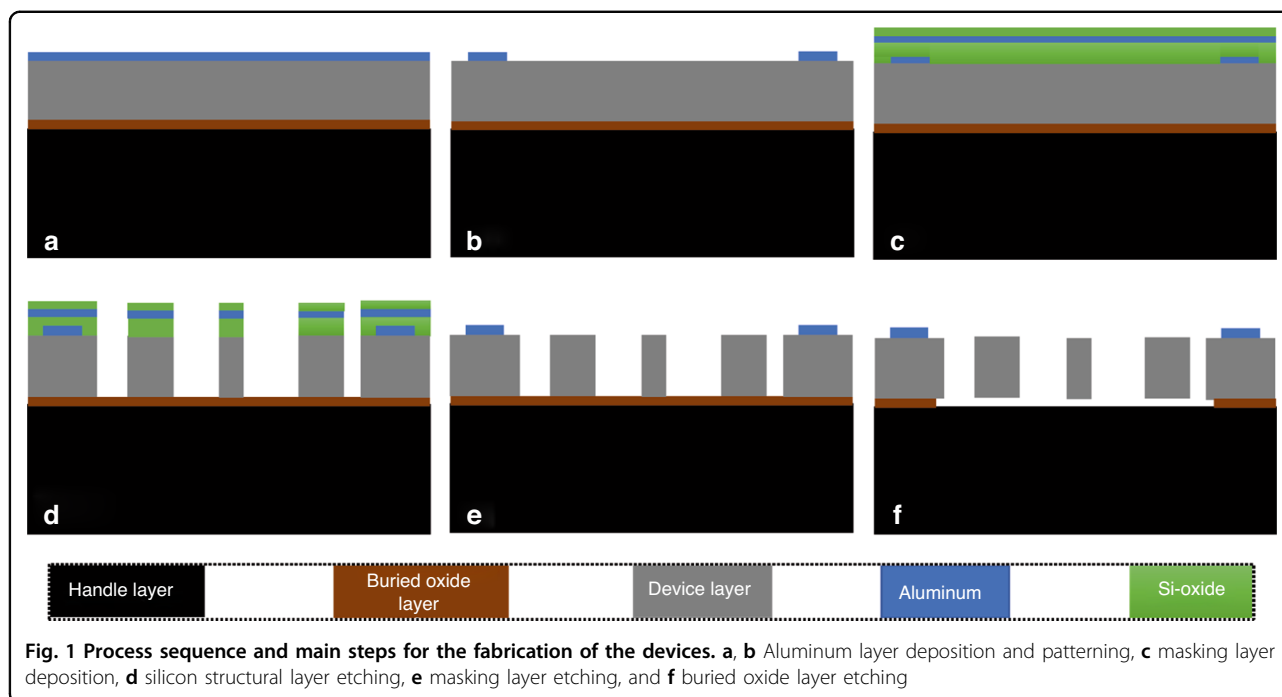 a
b
c
d
e
f
Handle layer
Buried oxide
layer
Device layer
Aluminum
Si-oxide
Fig. 1 Process sequence and main steps for the fabrication of the devices. a, b Aluminum layer deposition and patterning, c masking layer
deposition, d silicon structural layer etching, e masking layer etching, and f buried oxide layer etching